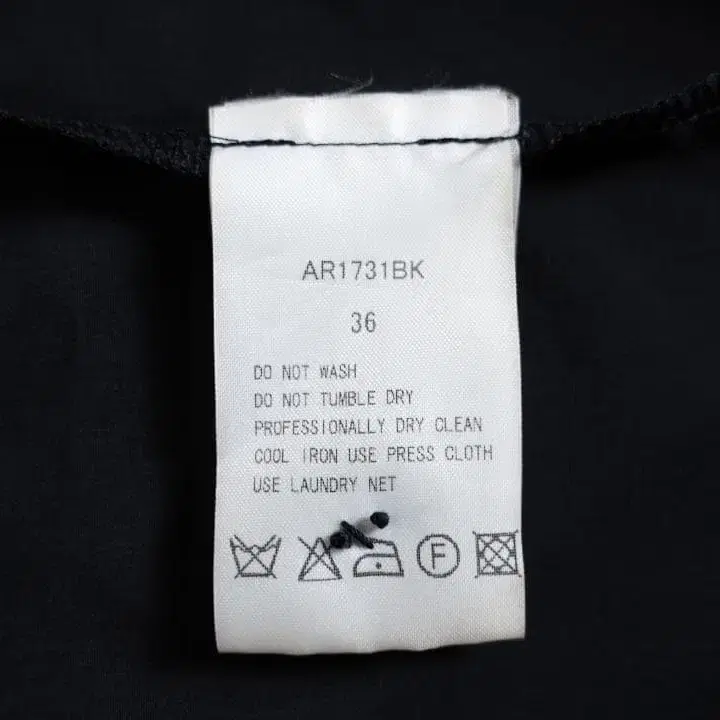 AR1731BK
36
DO NOT WASH
DO NOT TUMBLE DRY
PROFESSIONALLY DRY CLEAN
COOL IRON USE PRESS CLOTH
USE LAUNDRY NET
F